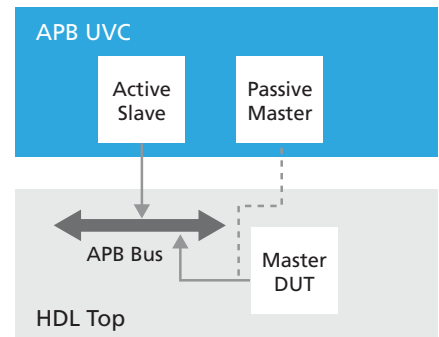 APB UVC
Active
Slave
Passive
Master
APB Bus
Master
DUT
HDL Top